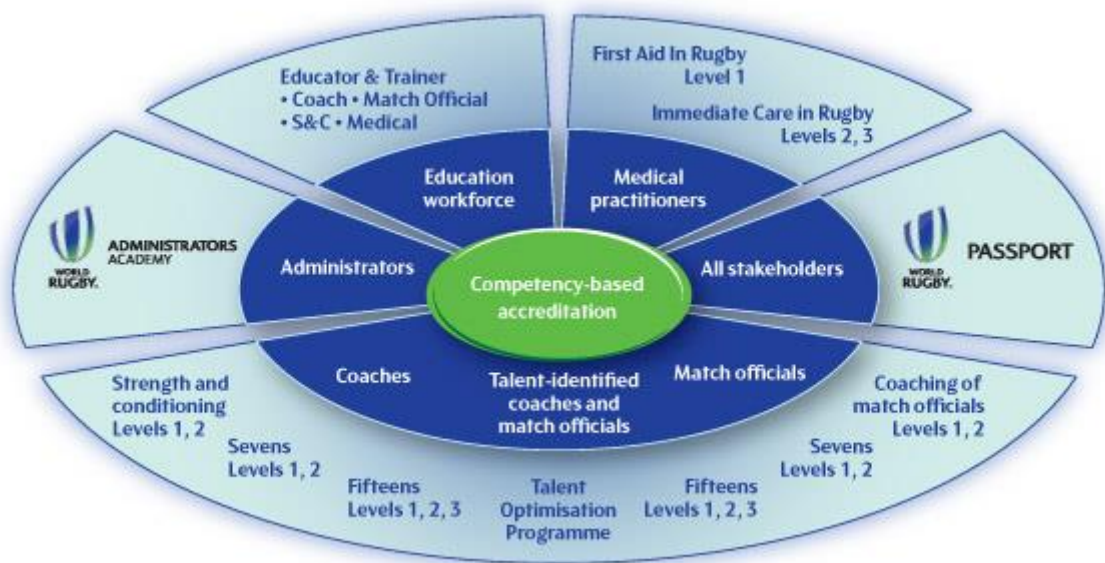 Educator & Trainer
• Coach • Match Official
• S&C • Medical
First Aid In Rugby
Level 1
Immediate Care in Rugby
Levels 2, 3
Education
workforce
Medical
practitioners
WORLD
RUGBY.
ADMINISTRATORS
ACADEMY
Administrators
Competency-based
accreditation
All stakeholders
WORLD
RUGBY.
PASSPORT
Coaches
Talent-identified
coaches and
match officials
Match officials
Strength and
conditioning
Levels 1, 2
Sevens
Levels 1, 2
Fifteens
Levels 1, 2, 3
Talent
Optimisation
Programme
Fifteens
Levels 1, 2, 3
Sevens
Levels 1, 2
Coaching of
match officials
Levels 1, 2